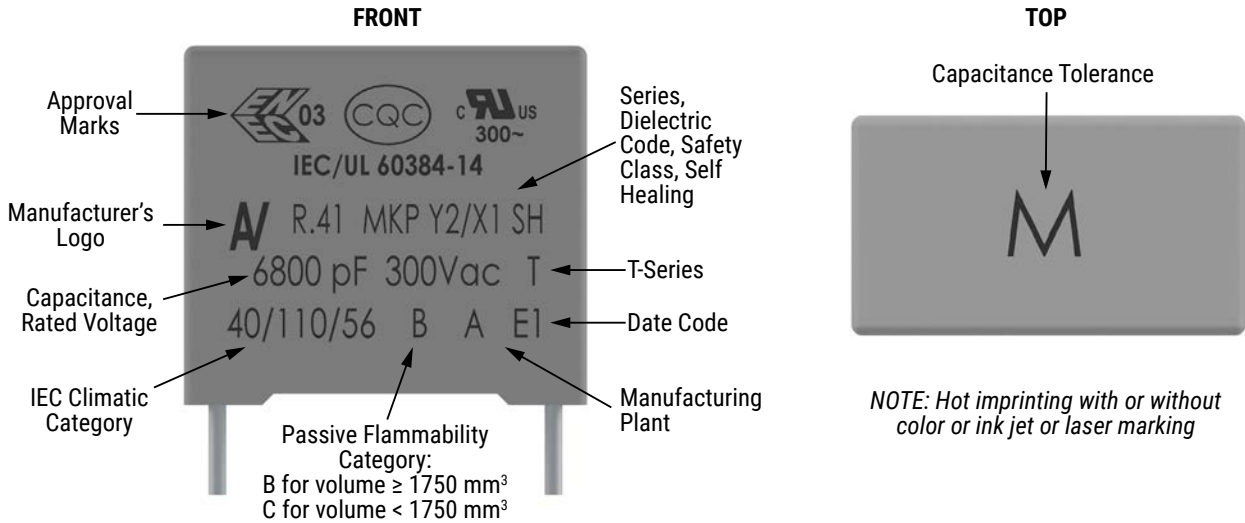 FRONT
TOP
Approval
Marks
EN
EC
03
CQC
C RU US
300~
IEC/UL 60384-14
Series,
Dielectric
Code, Safety
Class, Self
Healing
Capacitance Tolerance
Manufacturer's
Logo
R.41 MKP Y2/X1 SH
6800 pF 300Vac T
T-Series
Capacitance,
Rated Voltage
40/110/56 B A E1
Date Code
M
IEC Climatic
Category
Passive Flammability
Category:
B for volume ≥ 1750 mm³
C for volume < 1750 mm³
Manufacturing
Plant
NOTE: Hot imprinting with or without
color or ink jet or laser marking